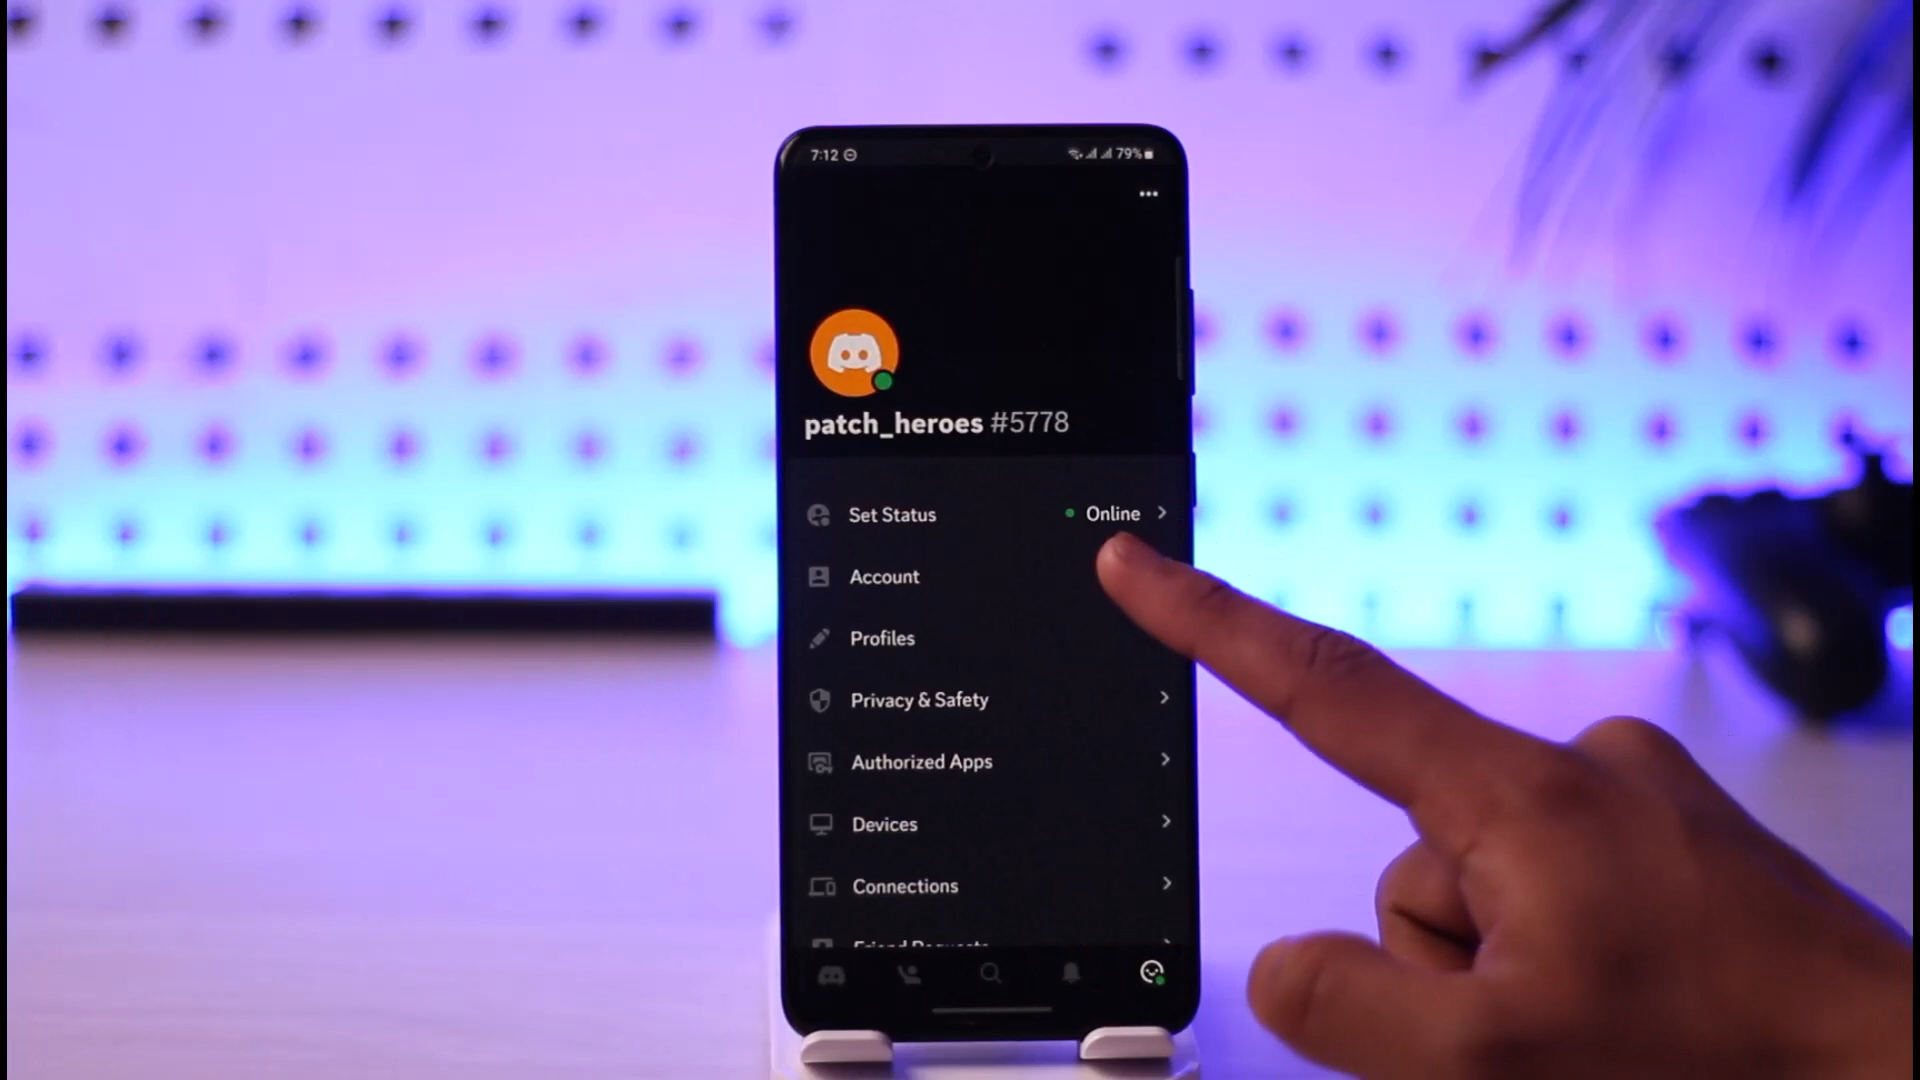 7:12 79%
patch_heroes #5778
Set Status Online
Account
Profiles
Privacy & Safety
Authorized Apps
Devices
Connections
Friend Requests